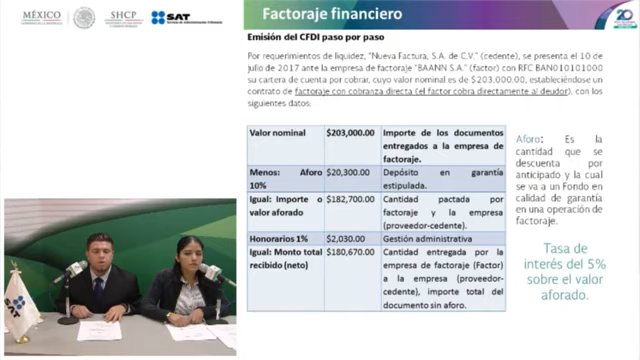 MÉXICO
SHCP
SAT
Factoraje financiero
20
Emisión del CFDI paso por paso
Por requerimientos de liquidez, "Nueva Factura, S.A. de C.V." (cedente), se presenta el 10 de
julio de 2017 ante la empresa de factoraje "BAANN S.A." (factor) con RFC BAN010101000
su cartera de cuenta por cobrar, cuyo valor nominal es de $203,000.00, estableciéndose un
contrato de factoraje con cobranza directa (el factor cobra directamente al deudor), con los
siguientes datos:
Valor nominal $203,000.00 Importe de los documentos
entregados a la empresa de
factoraje.
Menos: Aforo $20,300.00 Depósito en garantía
10% estipulada.
Igual: Importe o $182,700.00 Cantidad pactada por
valor aforado factoraje y la empresa
(proveedor-cedente).
Honorarios 1% $2,030.00 Gestión administrativa
Igual: Monto total $180,670.00 Cantidad entregada por la
recibido (neto) empresa de factoraje (Factor)
a la empresa (proveedor-
cedente), importe total del
documento sin aforo.
Aforo: Es la
cantidad que se
descuenta por
anticipado y la cual
se va a un Fondo en
calidad de garantía
en una operación de
factoraje.
Tasa de
interés del 5%
sobre el valor
aforado.
SAT